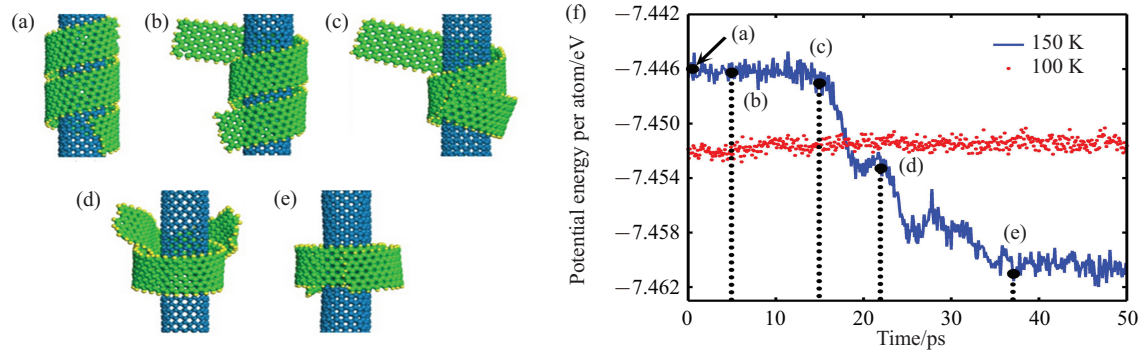 (a)
(b)
(c)
(d)
(e)
(f)
Potential energy per atom/eV
−7.442
−7.446
−7.450
−7.454
−7.458
−7.462
(a)
(b)
(c)
(d)
(e)
150 K
100 K
0
10
20
30
40
50
Time/ps